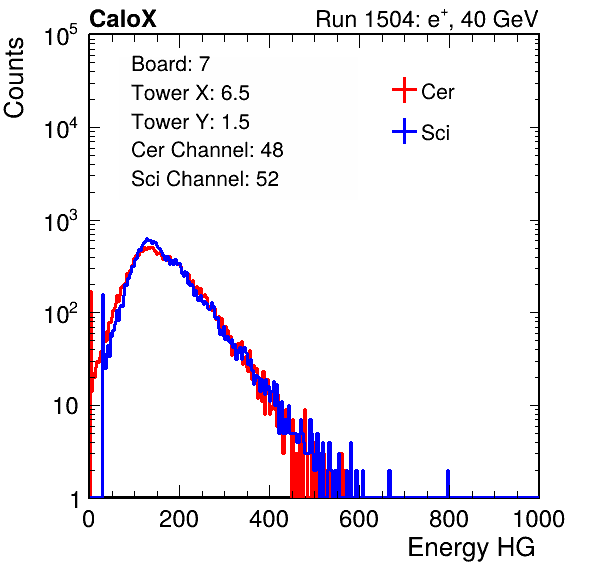 CaloX Run 1504: e⁺, 40 GeV
Counts
Board: 7
Tower X: 6.5
Tower Y: 1.5
Cer Channel: 48
Sci Channel: 52
Cer
Sci
10⁵
10⁴
10³
10²
10
1
0 200 400 600 800 1000
Energy HG